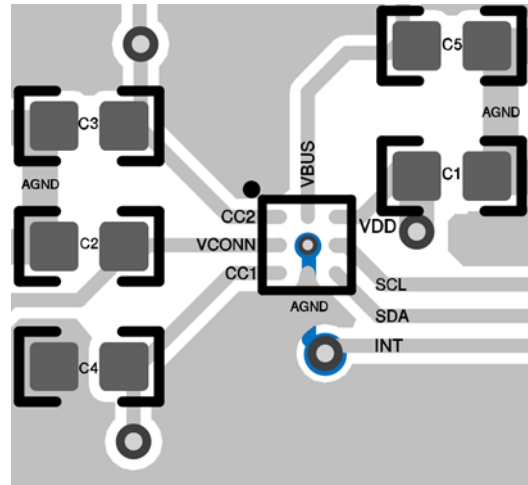 C5
AGND
C3
C1
AGND
VBUS
CC2
VDD
VCONN
C2
CC1
SCL
AGND
SDA
INT
C4